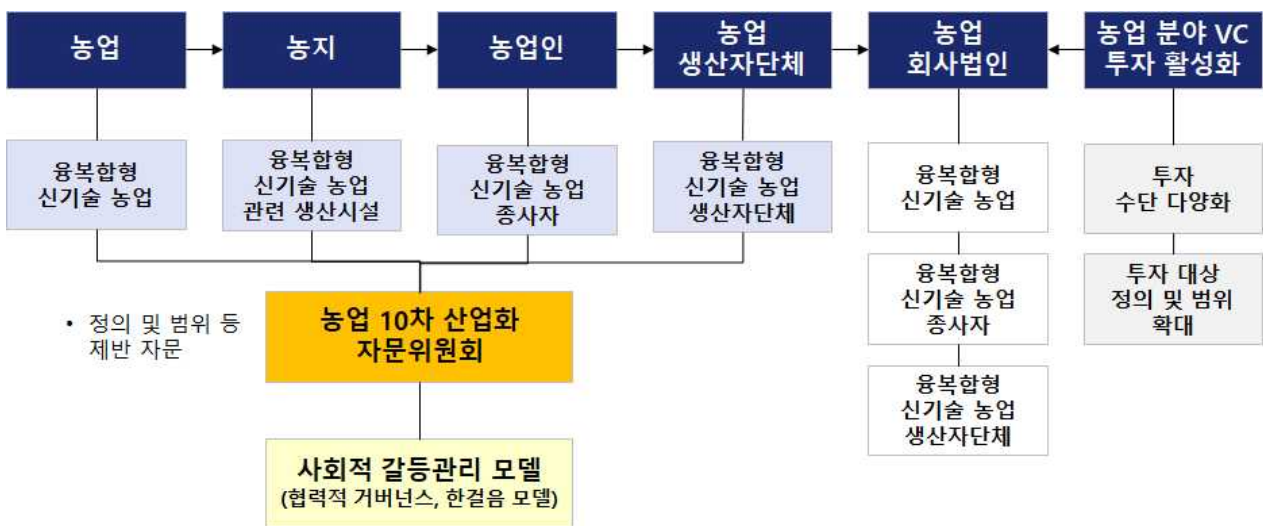 농업
농지
농업인
농업
생산자단체
농업
회사법인
농업 분야 VC
투자 활성화
융복합형
신기술 농업
융복합형
신기술 농업
관련 생산시설
융복합형
신기술 농업
종사자
융복합형
신기술 농업
생산자단체
융복합형
신기술 농업
투자
수단 다양화
융복합형
신기술 농업
종사자
투자 대상
정의 및 범위
확대
• 정의 및 범위 등
제반 자문
농업 10차 산업화
자문위원회
융복합형
신기술 농업
생산자단체
사회적 갈등관리 모델
(협력적 거버넌스, 한걸음 모델)